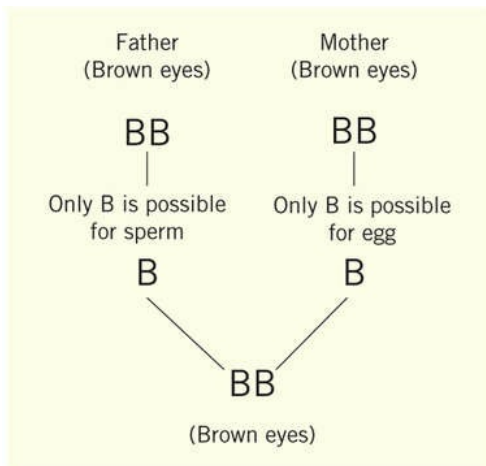 Father
(Brown eyes)
Mother
(Brown eyes)
BB
BB
Only B is possible
for sperm
Only B is possible
for egg
B
B
BB
(Brown eyes)